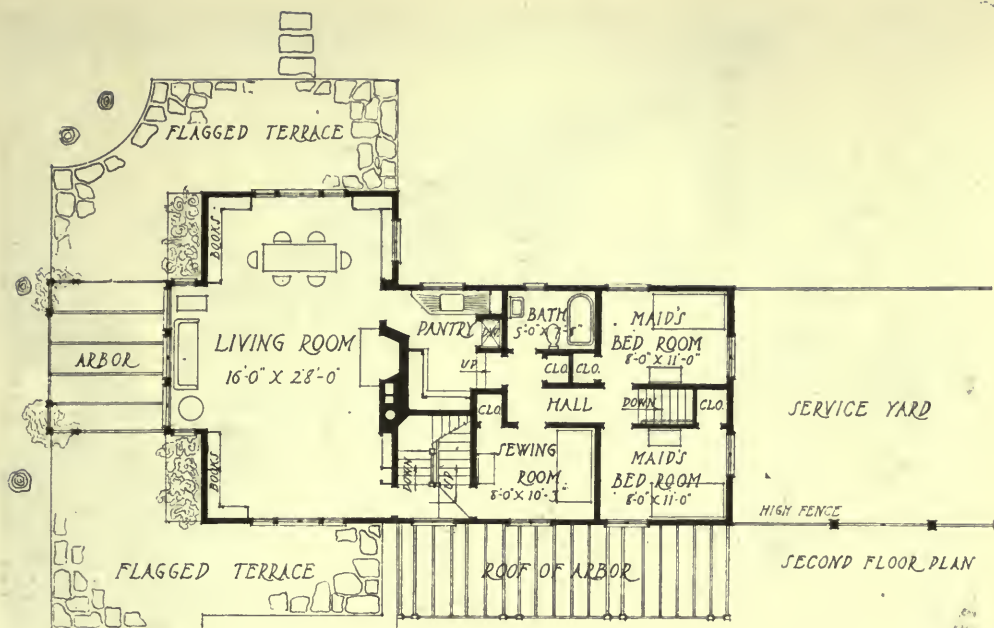 FLAGGED TERRACE
BOOKS
LIVING ROOM
16'-0" X 28'-0"
ARBOR
BOOKS
PANTRY
DW.
UP
BATH
5'-0" X 7'-8"
CLO.
CLO.
MAID'S
BED ROOM
8'-0" X 11'-0"
HALL
DOWN
CLO.
CLO.
SEWING
ROOM
8'-0" X 10'-3"
MAID'S
BED ROOM
8'-0" X 11'-0"
DOWN
UP
SERVICE YARD
HIGH FENCE
FLAGGED TERRACE
ROOF OF ARBOR
SECOND FLOOR PLAN